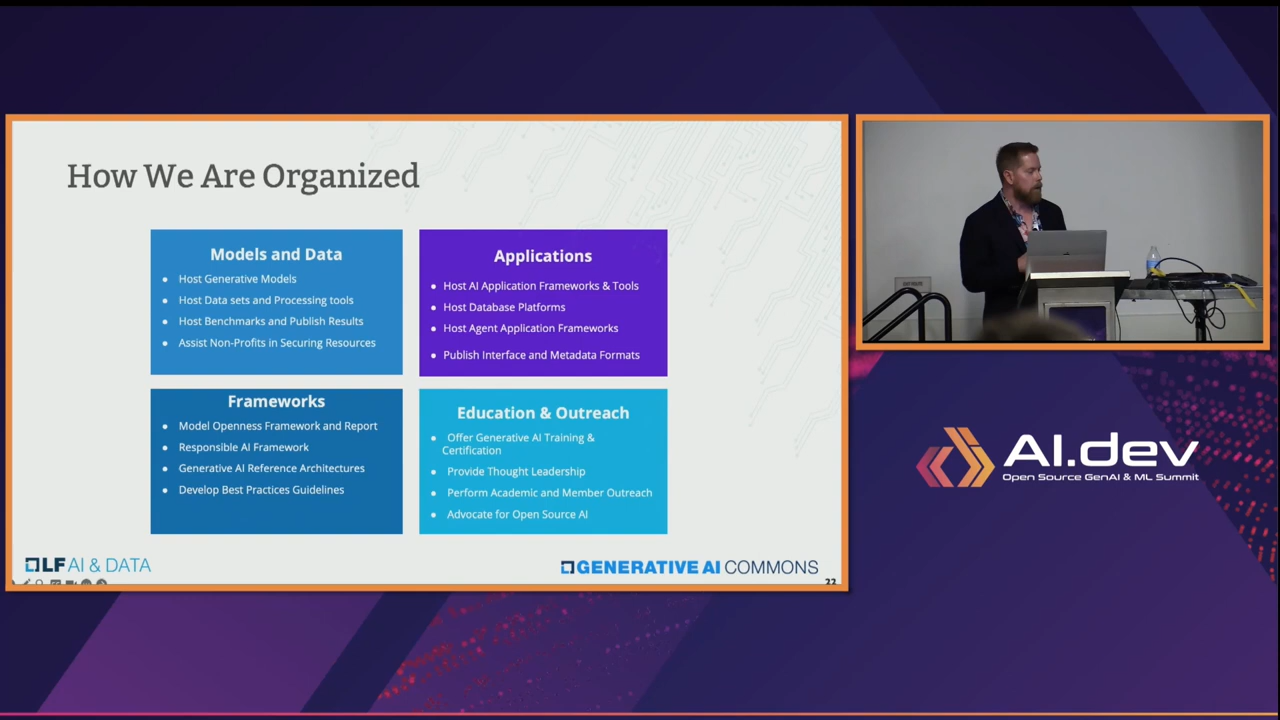 How We Are Organized
Models and Data
● Host Generative Models
● Host Data sets and Processing tools
● Host Benchmarks and Publish Results
● Assist Non-Profits in Securing Resources
Applications
● Host AI Application Frameworks & Tools
● Host Database Platforms
● Host Agent Application Frameworks
● Publish Interface and Metadata Formats
Frameworks
● Model Openness Framework and Report
● Responsible AI Framework
● Generative AI Reference Architectures
● Develop Best Practices Guidelines
Education & Outreach
● Offer Generative AI Training &
Certification
● Provide Thought Leadership
● Perform Academic and Member Outreach
● Advocate for Open Source AI
LF AI & DATA
GENERATIVE AI COMMONS
22
AI.dev
Open Source GenAI & ML Summit